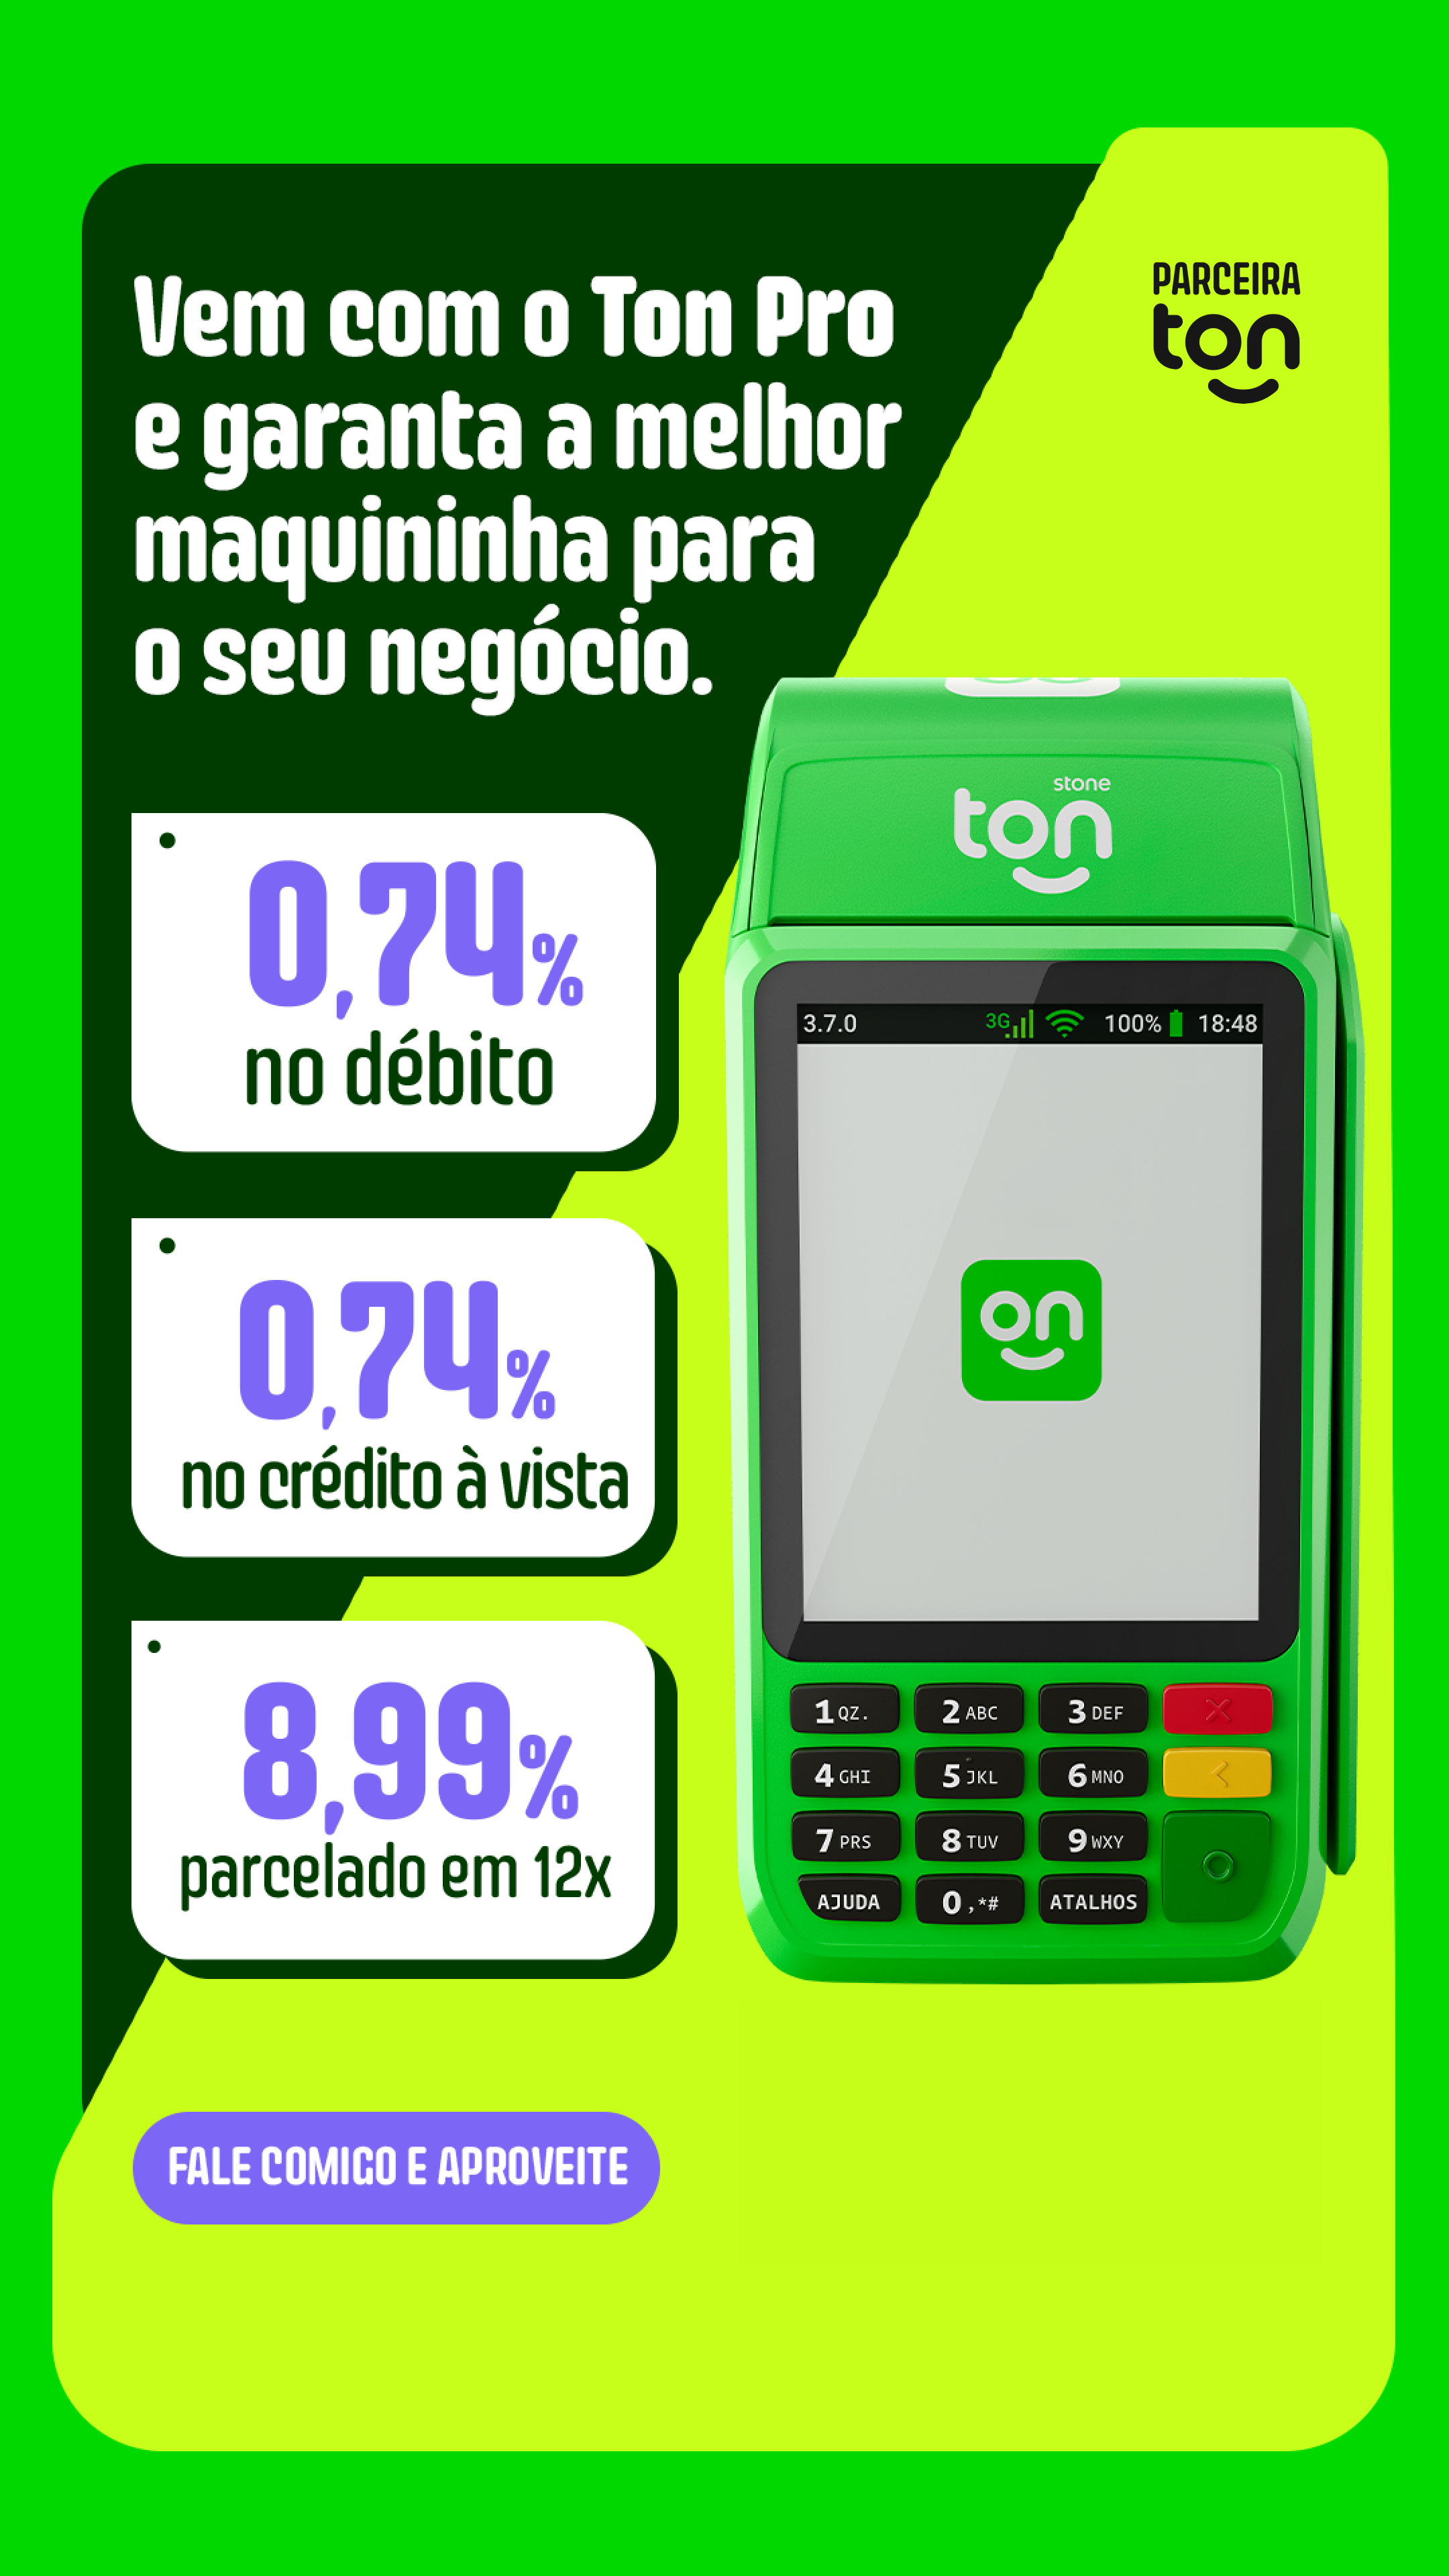 PARCEIRA
ton
Vem com o Ton Pro
e garanta a melhor
maquininha para
o seu negócio.
0,74%
no débito
0,74%
no crédito à vista
8,99%
parcelado em 12x
FALE COMIGO E APROVEITE
stone
ton
3.7.0 3G 100% 18:48
on
1 QZ. 2 ABC 3 DEF
4 GHI 5 JKL 6 MNO
7 PRS 8 TUV 9 WXY
AJUDA 0 ,*# ATALHOS